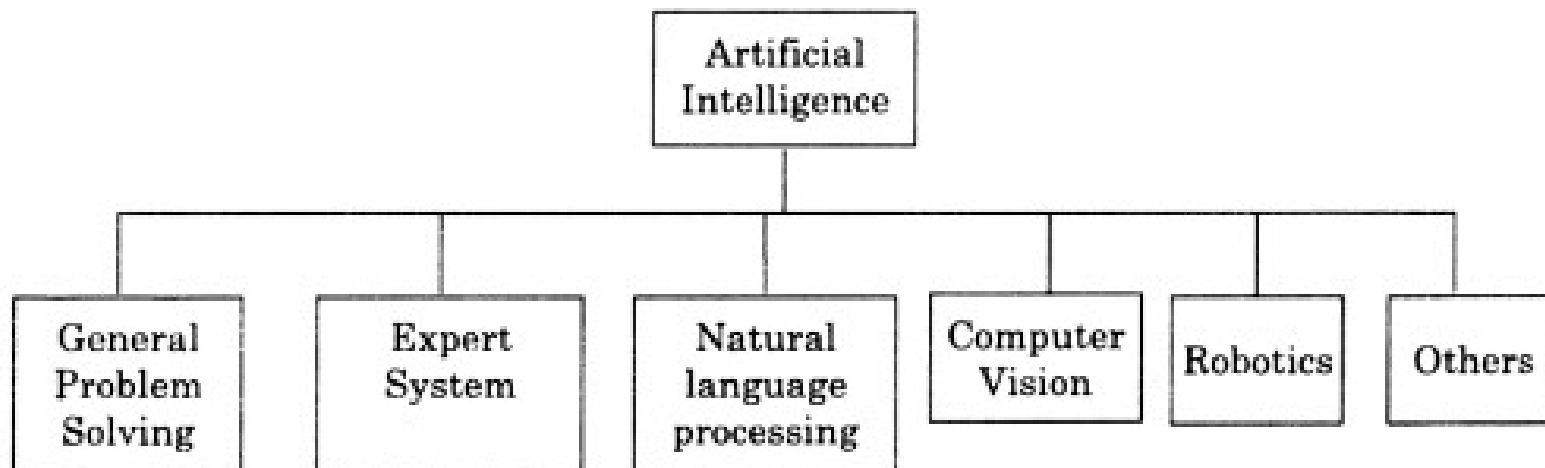 Artificial
Intelligence
General
Problem
Solving
Expert
System
Natural
language
processing
Computer
Vision
Robotics
Others